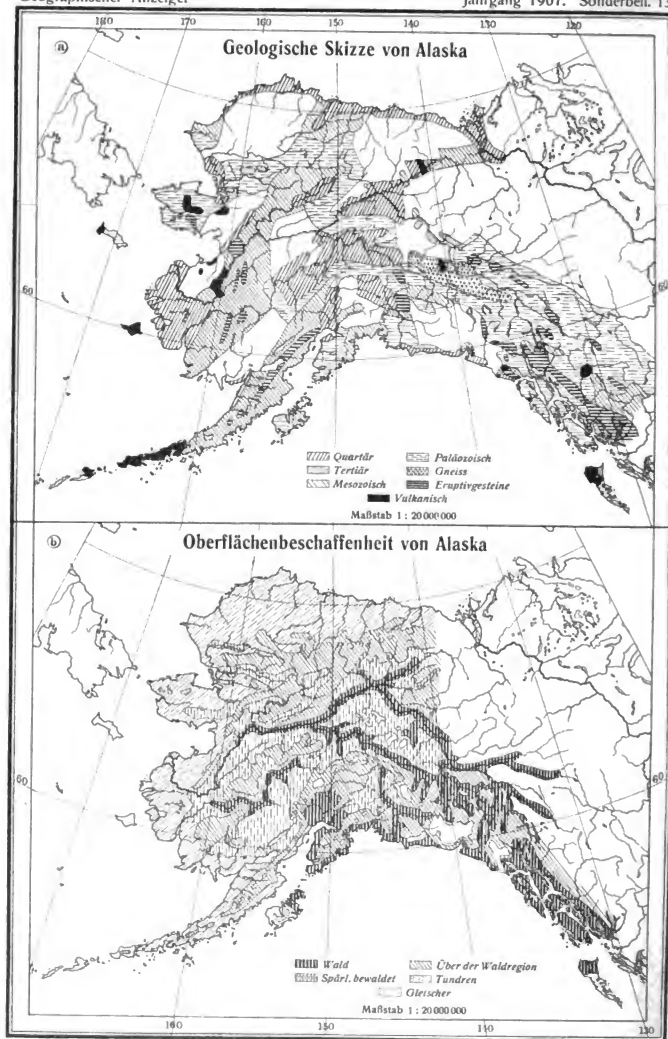 Geographischer Anzeiger Jahrgang 1907. Sonderbeil. 13
180 170 160 150 140 130 120
a Geologische Skizze von Alaska
60 60
Quartär Paläozoisch
Tertiär Gneiss
Mesozoisch Eruptivgesteine
Vulkanisch
Maßstab 1 : 20 000 000
b Oberflächenbeschaffenheit von Alaska
60 60
Wald Über der Waldregion
Spärl. bewaldet Tundren
Gletscher
Maßstab 1 : 20 000 000
160 150 140 130